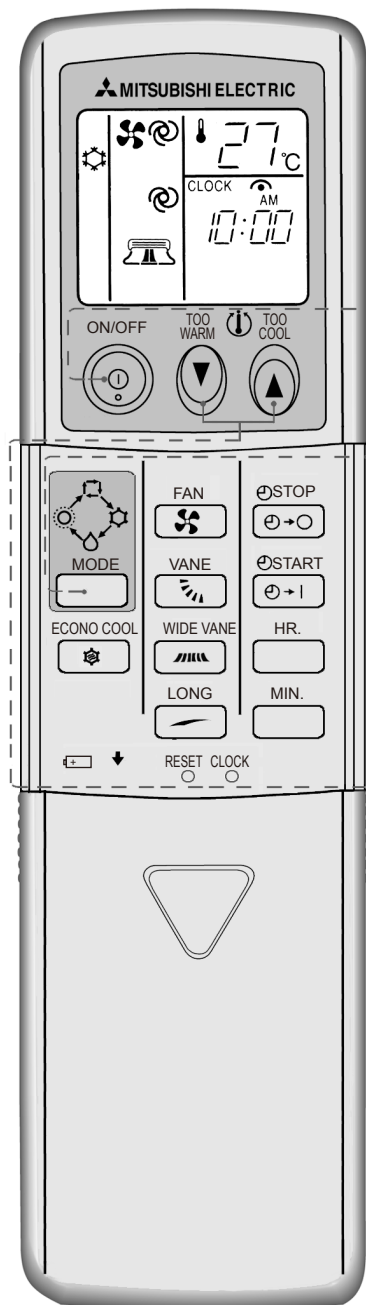 MITSUBISHI ELECTRIC
27°C
CLOCK
AM
10:00
ON/OFF
TOO WARM
TOO COOL
MODE
FAN
STOP
VANE
START
ECONO COOL
WIDE VANE
HR.
LONG
MIN.
RESET CLOCK